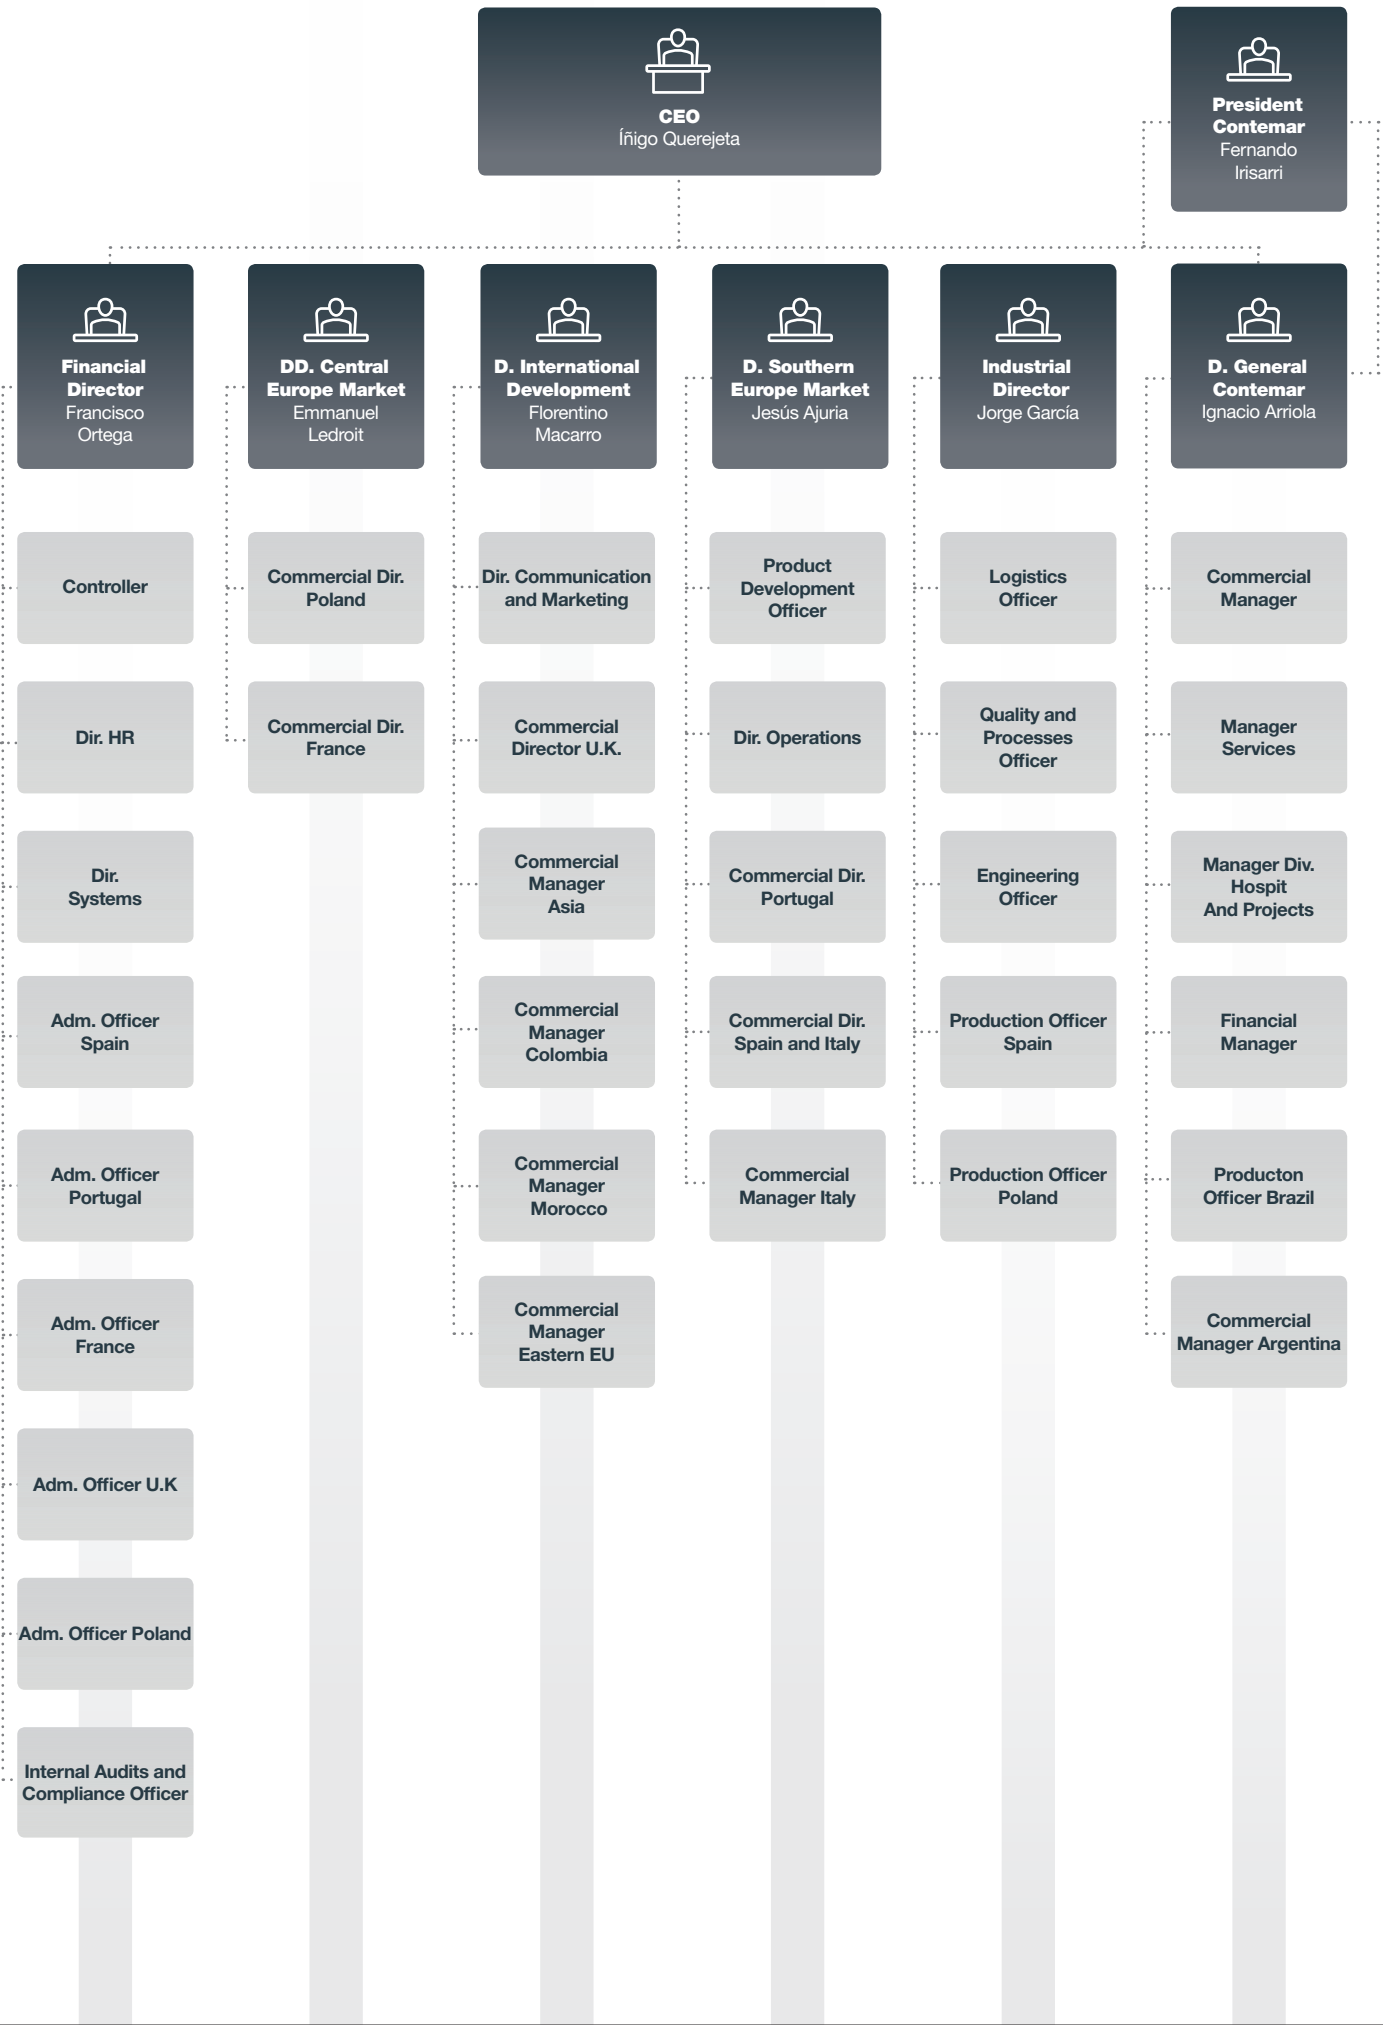 CEO
Íñigo Querejeta
President
Contemar
Fernando
Irisarri
Financial
Director
Francisco
Ortega
DD. Central
Europe Market
Emmanuel
Ledroit
D. International
Development
Florentino
Macarro
D. Southern
Europe Market
Jesús Ajuria
Industrial
Director
Jorge García
D. General
Contemar
Ignacio Arriola
Controller
Dir. HR
Dir.
Systems
Adm. Officer
Spain
Adm. Officer
Portugal
Adm. Officer
France
Adm. Officer U.K
Adm. Officer Poland
Internal Audits and
Compliance Officer
Commercial Dir.
Poland
Commercial Dir.
France
Dir. Communication
and Marketing
Commercial
Director U.K.
Commercial
Manager
Asia
Commercial
Manager
Colombia
Commercial
Manager
Morocco
Commercial
Manager
Eastern EU
Product
Development
Officer
Dir. Operations
Commercial Dir.
Portugal
Commercial Dir.
Spain and Italy
Commercial
Manager Italy
Logistics
Officer
Quality and
Processes
Officer
Engineering
Officer
Production Officer
Spain
Production Officer
Poland
Commercial
Manager
Manager
Services
Manager Div.
Hospit
And Projects
Financial
Manager
Producton
Officer Brazil
Commercial
Manager Argentina